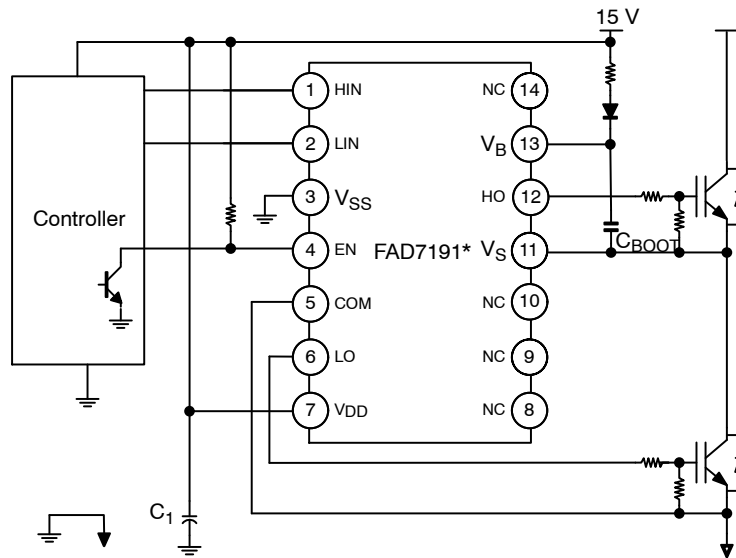 15 V
1 HIN
2 LIN
3 VSS
4 EN
5 COM
6 LO
7 VDD
NC 14
VB 13
HO 12
FAD7191* VS 11
NC 10
NC 9
NC 8
Controller
CBOOT
C1